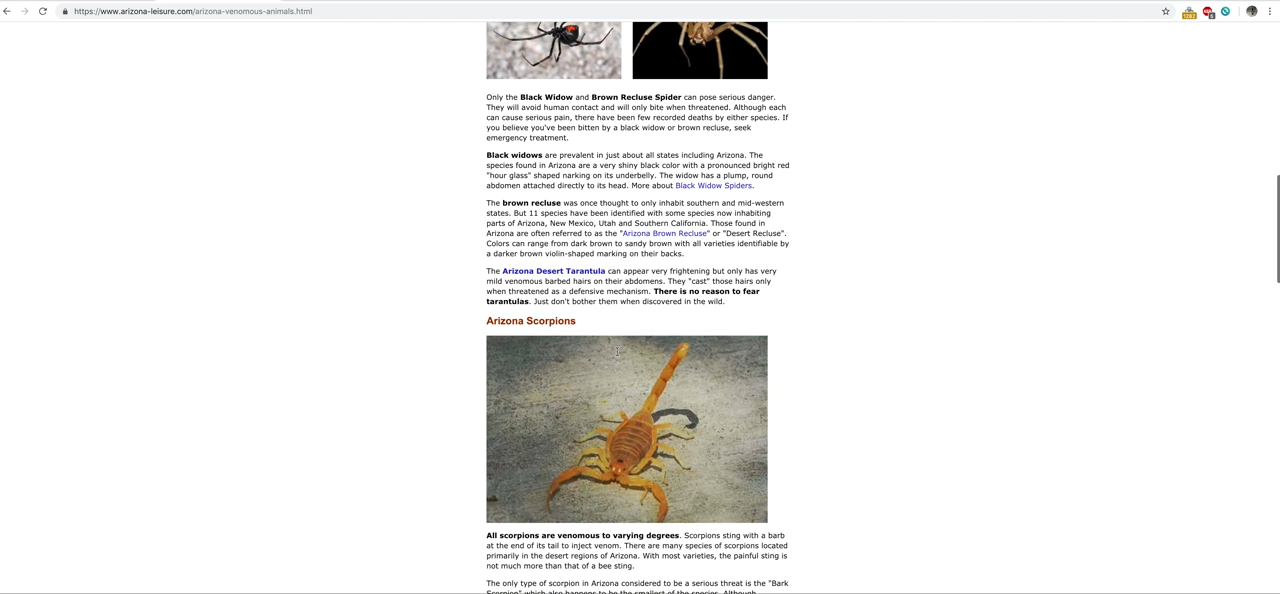 https://www.arizona-leisure.com/arizona-venomous-animals.html
Only the Black Widow and Brown Recluse Spider can pose serious danger.
They will avoid human contact and will only bite when threatened. Although each
can cause serious pain, there have been few recorded deaths by either species. If
you believe you've been bitten by a black widow or brown recluse, seek
emergency treatment.
Black widows are prevalent in just about all states including Arizona. The
species found in Arizona are a very shiny black color with a pronounced bright red
"hour glass" shaped narking on its underbelly. The widow has a plump, round
abdomen attached directly to its head. More about Black Widow Spiders.
The brown recluse was once thought to only inhabit southern and mid-western
states. But 11 species have been identified with some species now inhabiting
parts of Arizona, New Mexico, Utah and Southern California. Those found in
Arizona are often referred to as the "Arizona Brown Recluse" or "Desert Recluse".
Colors can range from dark brown to sandy brown with all varieties identifiable by
a darker brown violin-shaped marking on their backs.
The Arizona Desert Tarantula can appear very frightening but only has very
mild venomous barbed hairs on their abdomens. They "cast" those hairs only
when threatened as a defensive mechanism. There is no reason to fear
tarantulas. Just don't bother them when discovered in the wild.
Arizona Scorpions
All scorpions are venomous to varying degrees. Scorpions sting with a barb
at the end of its tail to inject venom. There are many species of scorpions located
primarily in the desert regions of Arizona. With most varieties, the painful sting is
not much more than that of a bee sting.
The only type of scorpion in Arizona considered to be a serious threat is the "Bark
Scorpion" which also happens to be the smallest of the species. Although